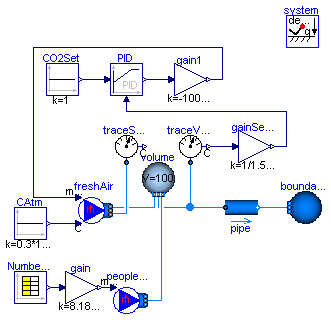 system
de...
g
CO2Set
PID
gain1
k=1
PID
k=-100...
traceS...
traceV...
gainSe...
C
C
volume
k=1/1.5...
CAtm
m
freshAir
V=100
bounda...
m
C
k=0.3*1...
pipe
Numbe...
gain
m
people...
m
k=8.18...